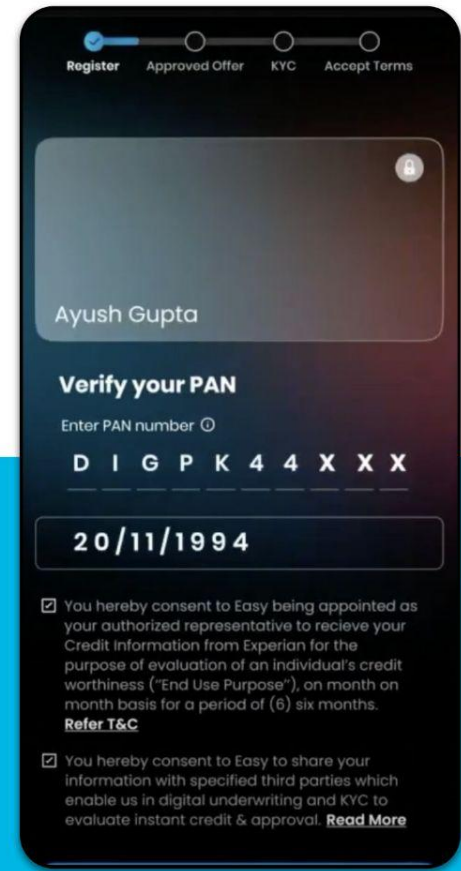 Register Approved Offer KYC Accept Terms
Ayush Gupta
Verify your PAN
Enter PAN number
D I G P K 4 4 X X X
20/11/1994
You hereby consent to Easy being appointed as
your authorized representative to recieve your
Credit Information from Experian for the
purpose of evaluation of an individual's credit
worthiness ("End Use Purpose"), on month on
month basis for a period of (6) six months.
Refer T&C
You hereby consent to Easy to share your
information with specified third parties which
enable us in digital underwriting and KYC to
evaluate instant credit & approval. Read More